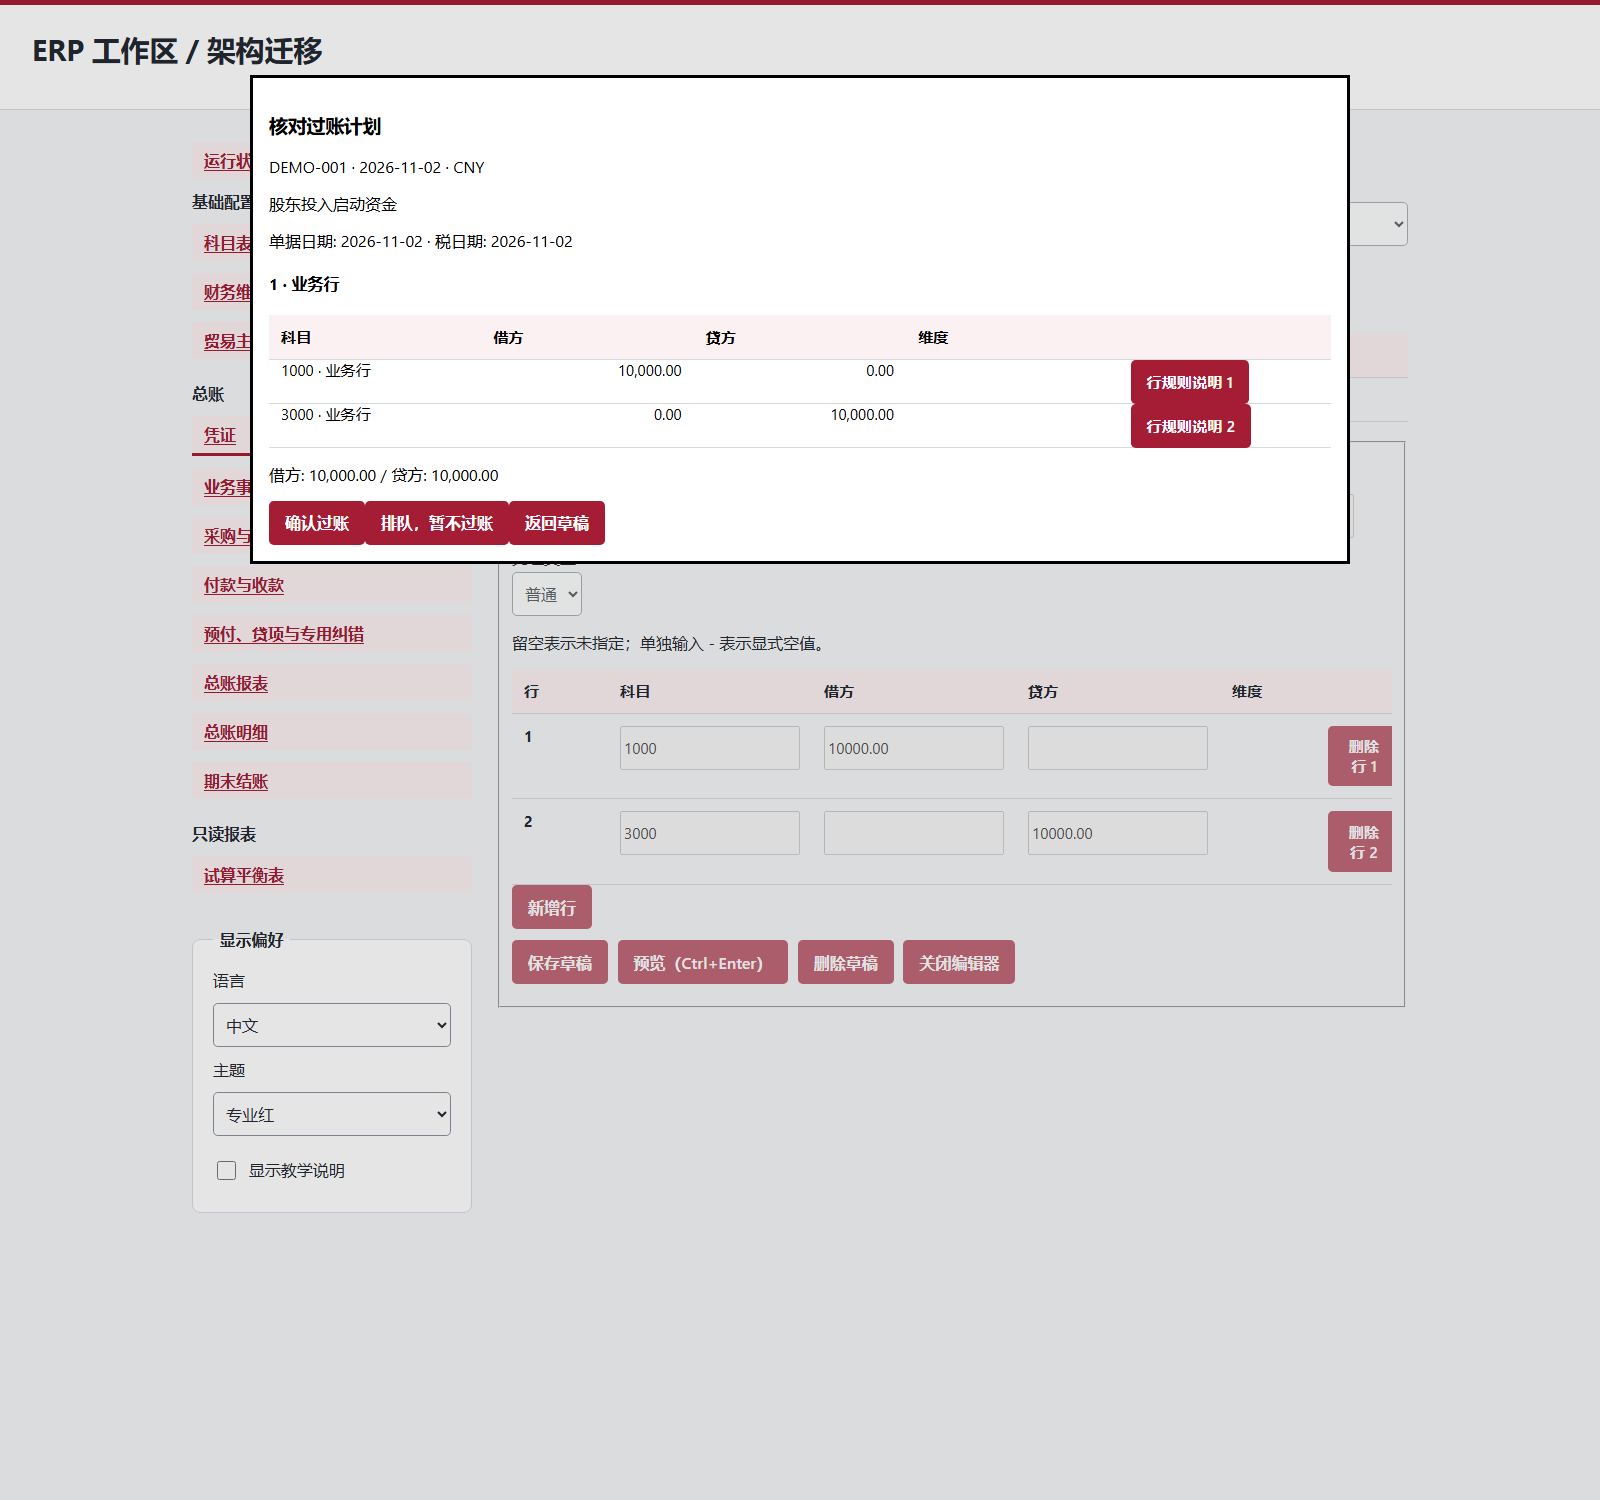 ERP 工作区 / 架构迁移
核对过账计划
DEMO-001 · 2026-11-02 · CNY
股东投入启动资金
单据日期: 2026-11-02 · 税日期: 2026-11-02
1 · 业务行
科目 借方 贷方 维度
1000 · 业务行 10,000.00 0.00 行规则说明 1
3000 · 业务行 0.00 10,000.00 行规则说明 2
借方: 10,000.00 / 贷方: 10,000.00
确认过账 排队，暂不过账 返回草稿
运行状
基础配置
科目表
财务维
贸易主
总账
凭证
业务事
采购与
付款与收款
预付、贷项与专用纠错
总账报表
总账明细
期末结账
只读报表
试算平衡表
显示偏好
语言
中文
主题
专业红
显示教学说明
普通
留空表示未指定；单独输入 - 表示显式空值。
行 科目 借方 贷方 维度
1 1000 10000.00 删除
行 1
2 3000 10000.00 删除
行 2
新增行
保存草稿 预览（Ctrl+Enter） 删除草稿 关闭编辑器